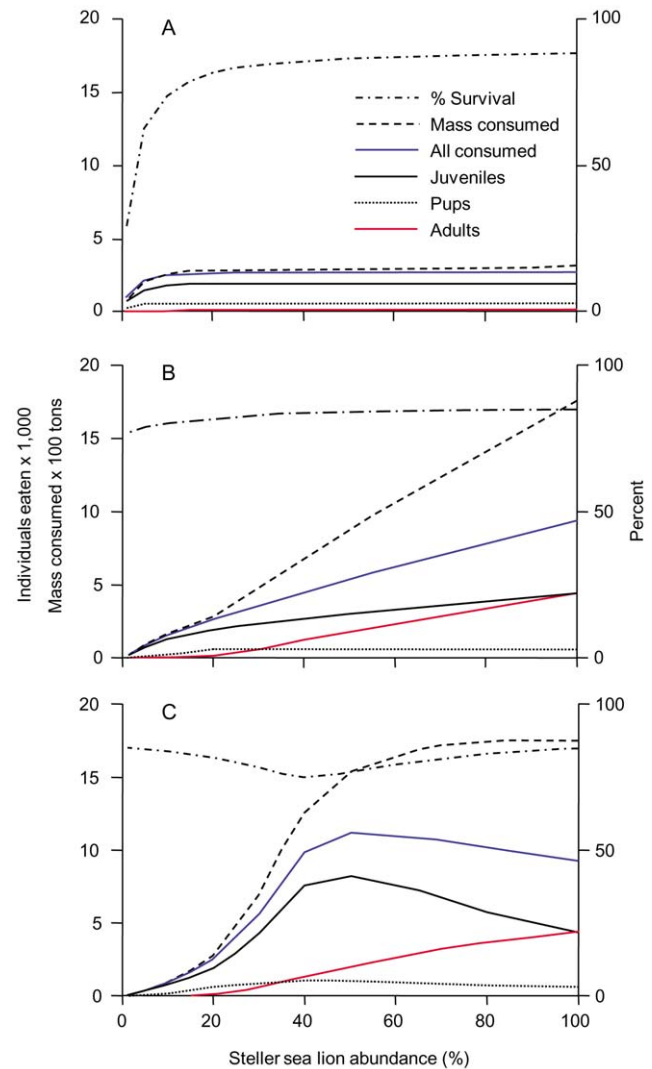 20
15
10
5
0
A
100
50
0
% Survival
Mass consumed
All consumed
Juveniles
Pups
Adults
20
15
10
5
0
B
100
50
0
Individuals eaten x 1,000
Mass consumed x 100 tons
Percent
20
15
10
5
0
C
100
50
0
0 20 40 60 80 100
Steller sea lion abundance (%)